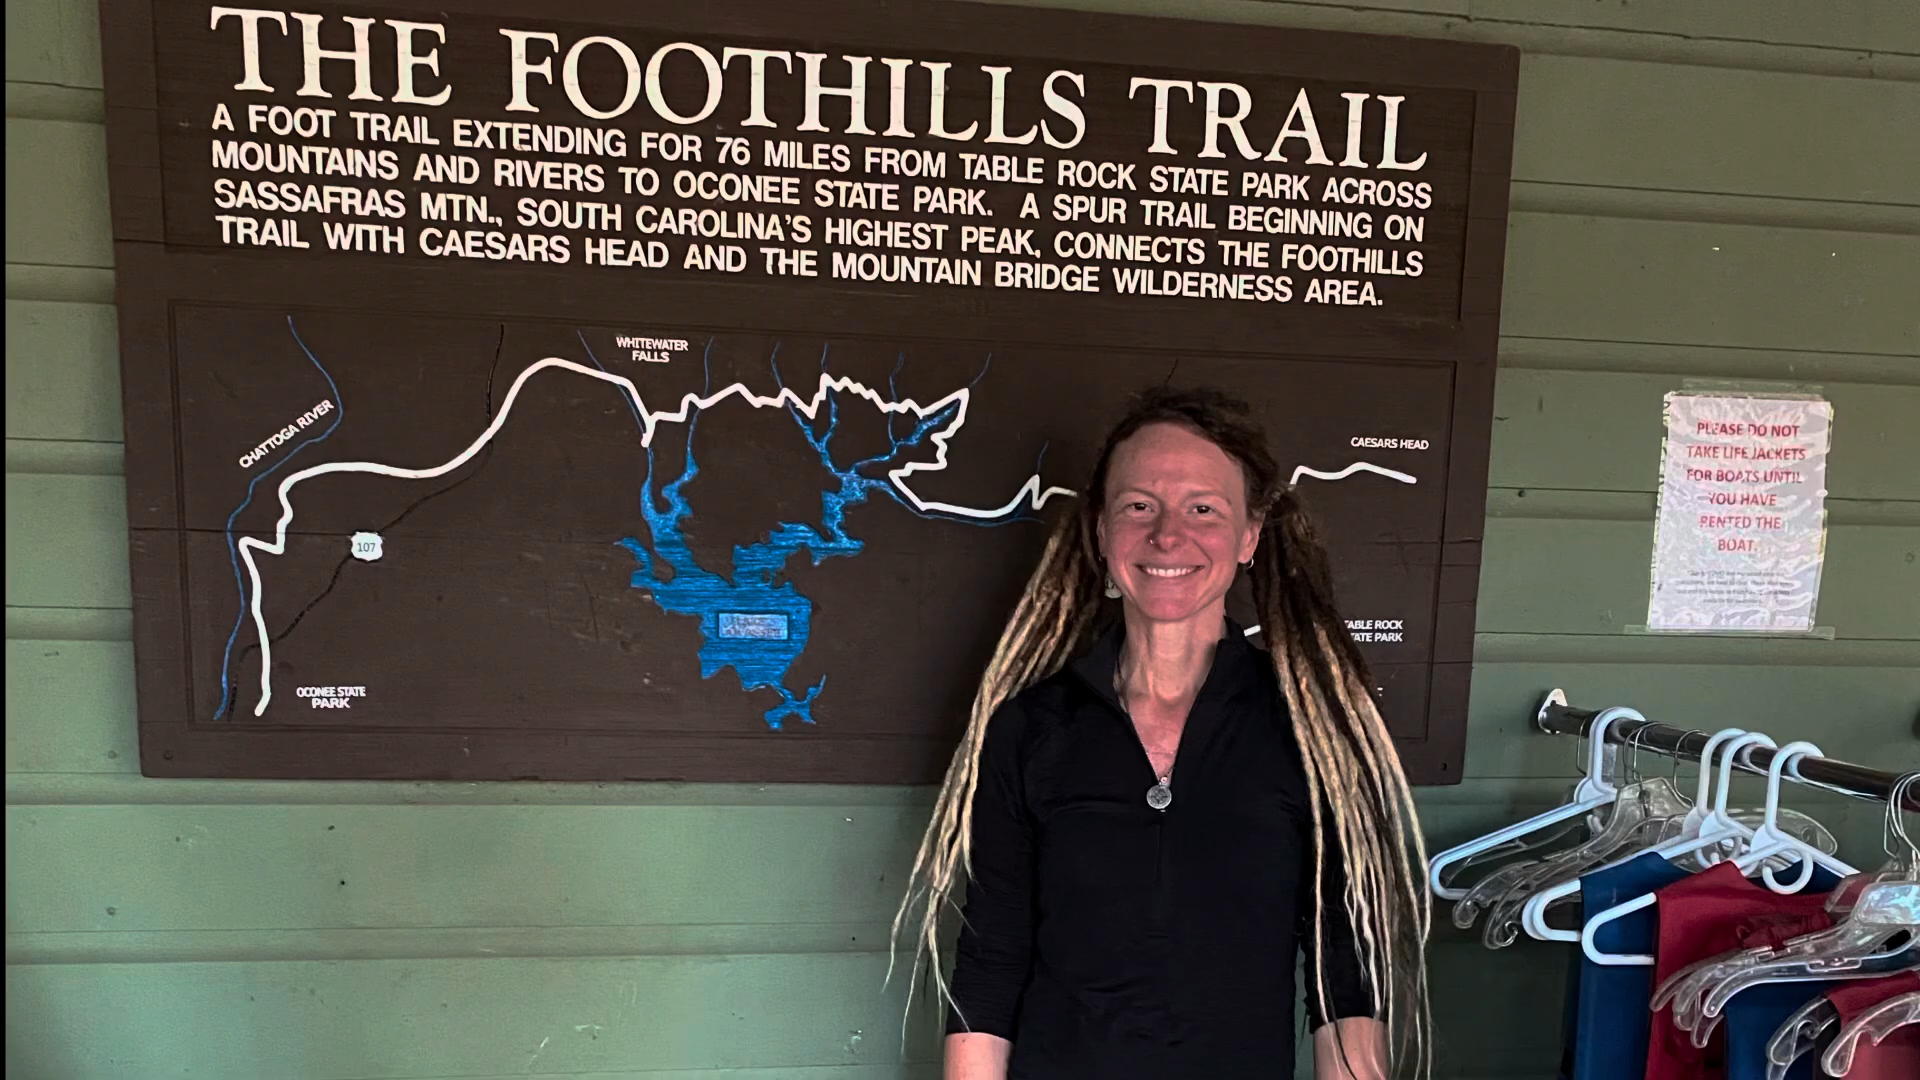 THE FOOTHILLS TRAIL
A FOOT TRAIL EXTENDING FOR 76 MILES FROM TABLE ROCK STATE PARK ACROSS
MOUNTAINS AND RIVERS TO OCONEE STATE PARK. A SPUR TRAIL BEGINNING ON
SASSAFRAS MTN., SOUTH CAROLINA'S HIGHEST PEAK, CONNECTS THE FOOTHILLS
TRAIL WITH CAESARS HEAD AND THE MOUNTAIN BRIDGE WILDERNESS AREA.
WHITEWATER
FALLS
CHATTOGA RIVER
CAESARS HEAD
107
TABLE ROCK
STATE PARK
OCONEE STATE
PARK
PLEASE DO NOT
TAKE LIFE JACKETS
FOR BOATS UNTIL
YOU HAVE
RENTED THE
BOAT.